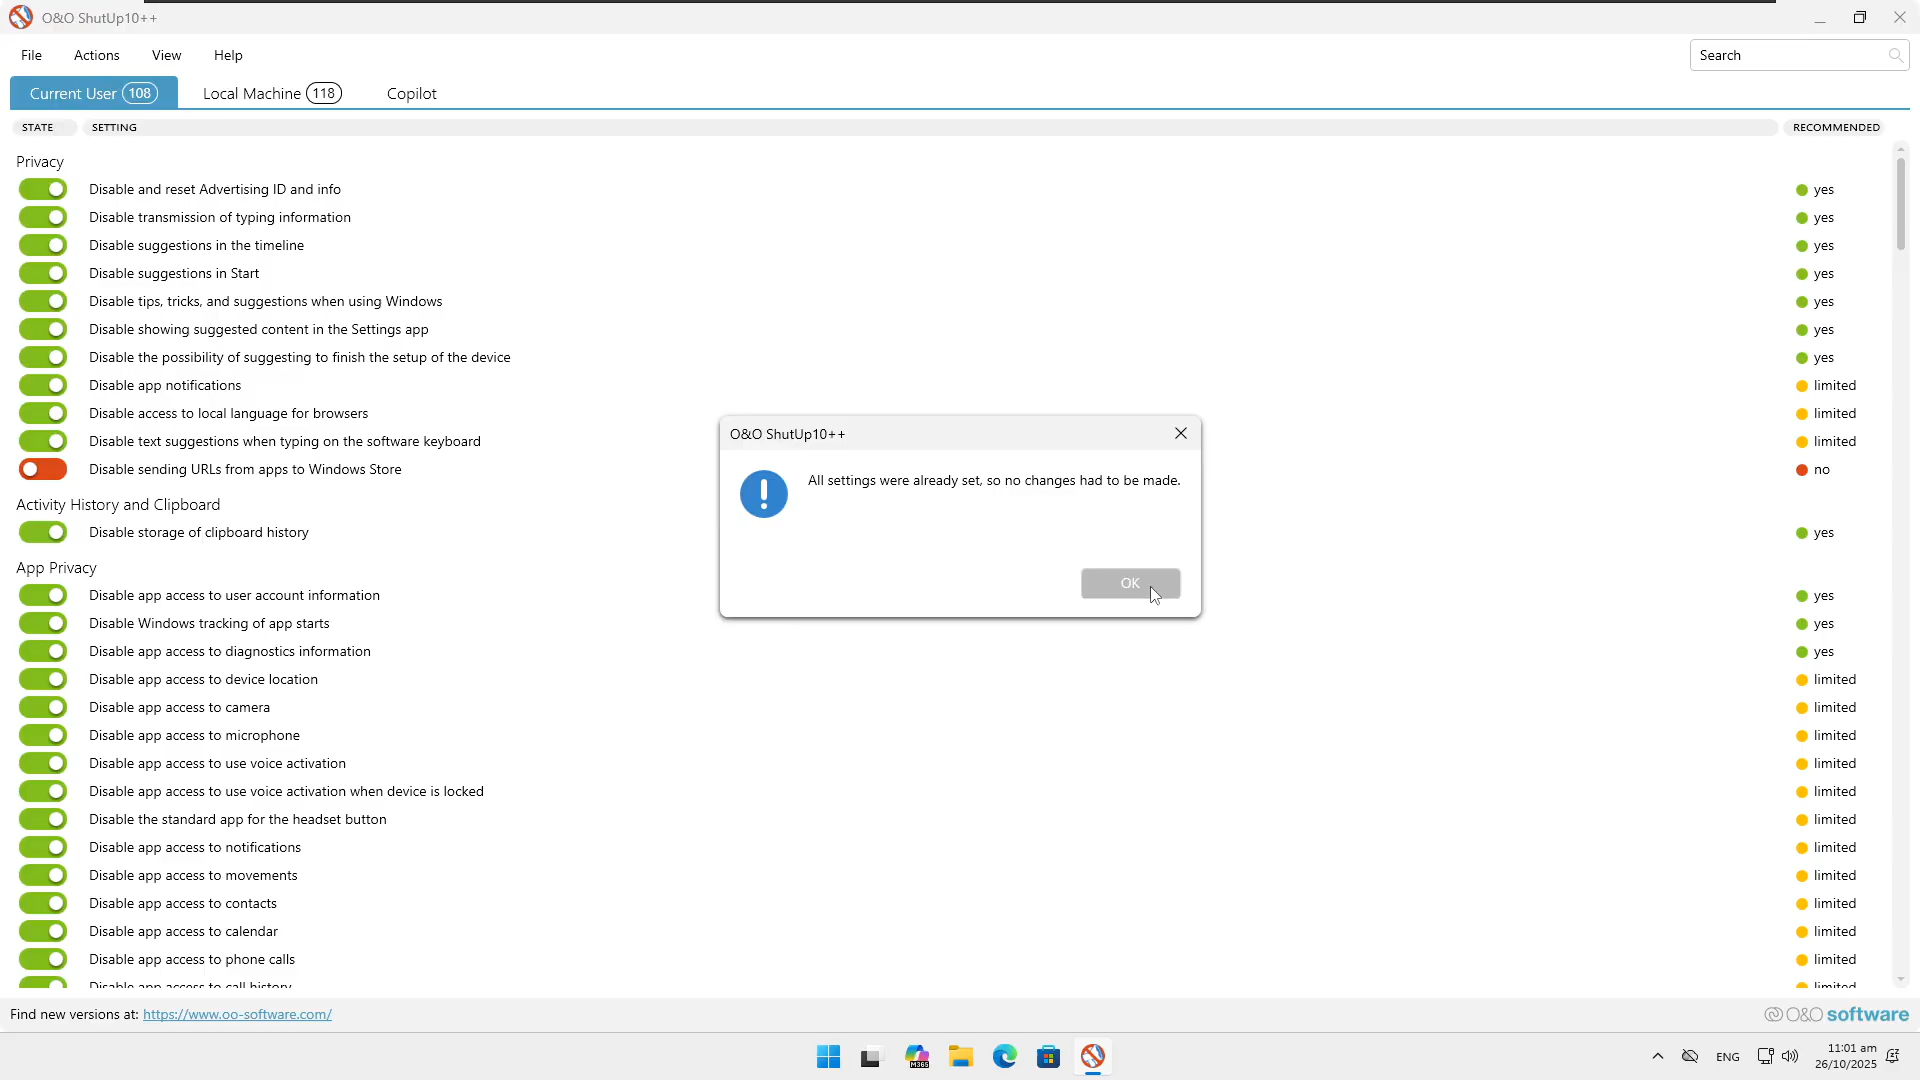 O&O ShutUp10++
File Actions View Help Search
Current User 108 Local Machine 118 Copilot
STATE SETTING RECOMMENDED
Privacy
Disable and reset Advertising ID and info yes
Disable transmission of typing information yes
Disable suggestions in the timeline yes
Disable suggestions in Start yes
Disable tips, tricks, and suggestions when using Windows yes
Disable showing suggested content in the Settings app yes
Disable the possibility of suggesting to finish the setup of the device yes
Disable app notifications limited
Disable access to local language for browsers limited
Disable text suggestions when typing on the software keyboard limited
Disable sending URLs from apps to Windows Store no
O&O ShutUp10++
All settings were already set, so no changes had to be made.
OK
Activity History and Clipboard
Disable storage of clipboard history yes
App Privacy
Disable app access to user account information yes
Disable Windows tracking of app starts yes
Disable app access to diagnostics information yes
Disable app access to device location limited
Disable app access to camera limited
Disable app access to microphone limited
Disable app access to use voice activation limited
Disable app access to use voice activation when device is locked limited
Disable the standard app for the headset button limited
Disable app access to notifications limited
Disable app access to movements limited
Disable app access to contacts limited
Disable app access to calendar limited
Disable app access to phone calls limited
Disable app access to call history limited
Find new versions at: https://www.oo-software.com/ O&O software
M365 ENG 11:01 am
26/10/2025